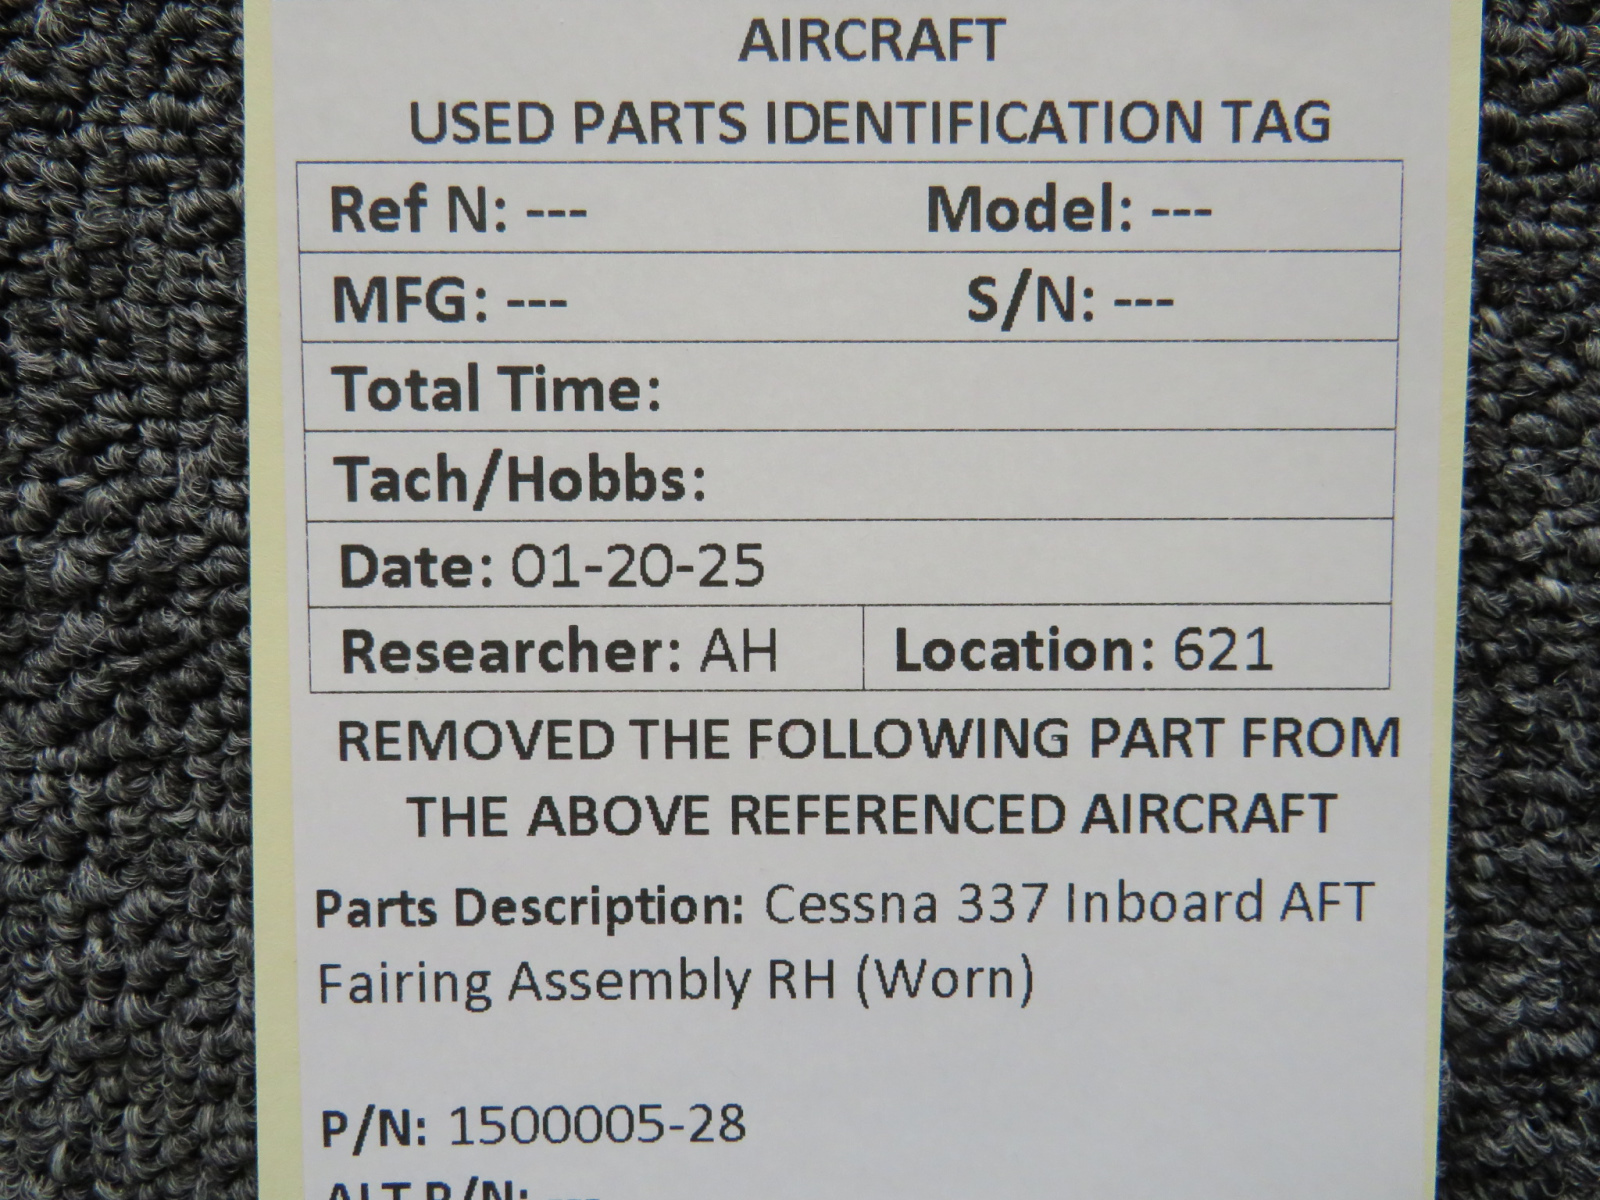 AIRCRAFT
USED PARTS IDENTIFICATION TAG
Ref N: --- Model: ---
MFG: --- S/N: ---
Total Time:
Tach/Hobbs:
Date: 01-20-25
Researcher: AH Location: 621
REMOVED THE FOLLOWING PART FROM
THE ABOVE REFERENCED AIRCRAFT
Parts Description: Cessna 337 Inboard AFT
Fairing Assembly RH (Worn)
P/N: 1500005-28
ALT P/N: ---